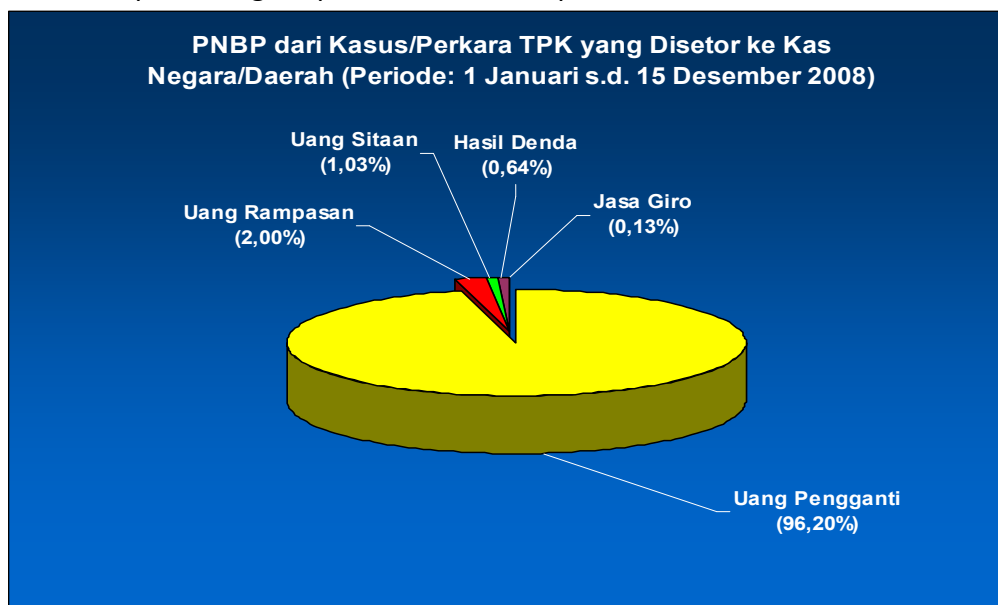 PNBP dari Kasus/Perkara TPK yang Disetor ke Kas
Negara/Daerah (Periode: 1 Januari s.d. 15 Desember 2008)
Uang Sitaan
(1,03%)
Hasil Denda
(0,64%)
Jasa Giro
(0,13%)
Uang Rampasan
(2,00%)
Uang Pengganti
(96,20%)